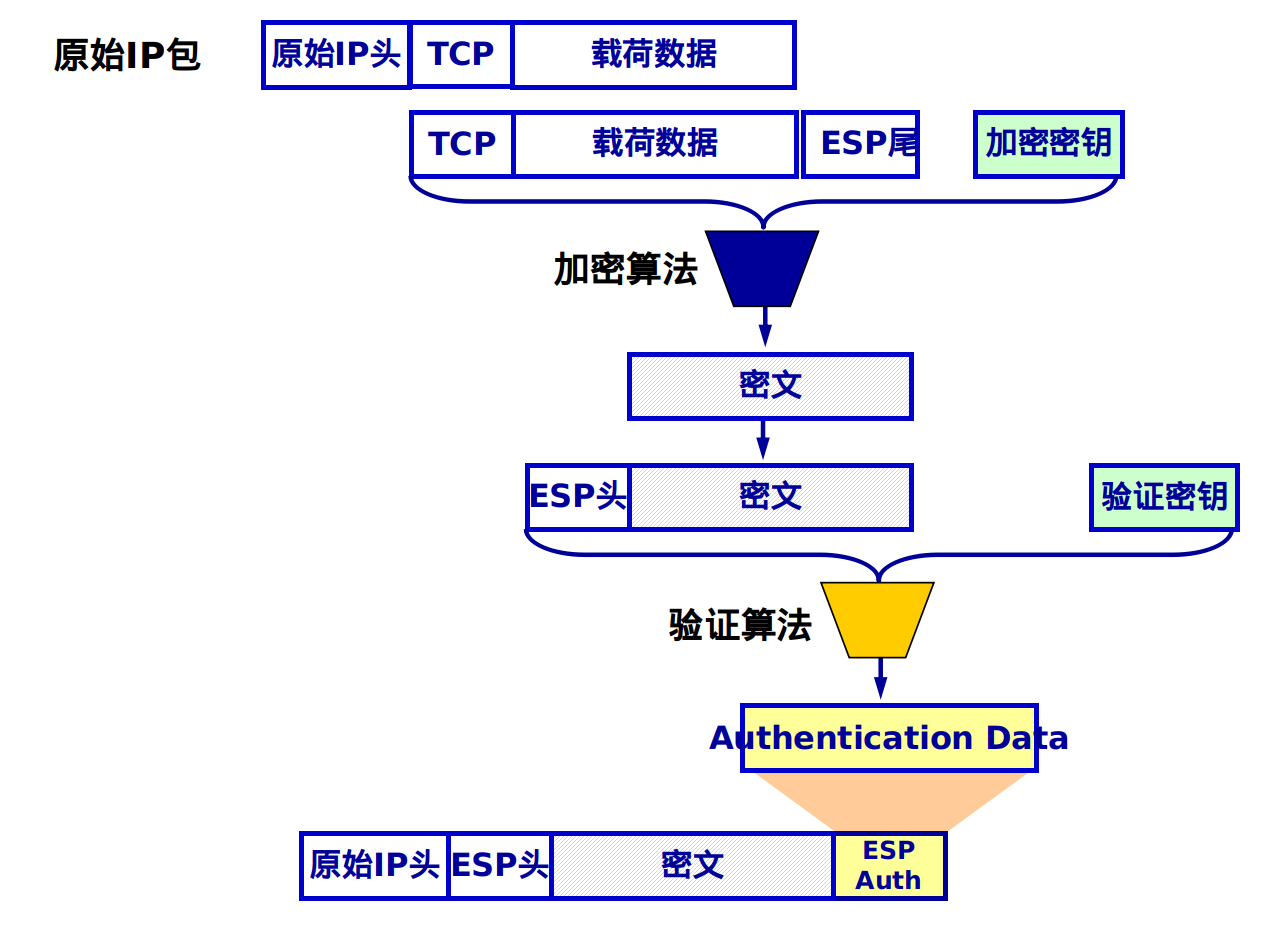 原始IP包
原始IP头 TCP 载荷数据
TCP 载荷数据 ESP尾 加密密钥
加密算法
密文
ESP头 密文 验证密钥
验证算法
Authentication Data
原始IP头 ESP头 密文 ESP
Auth